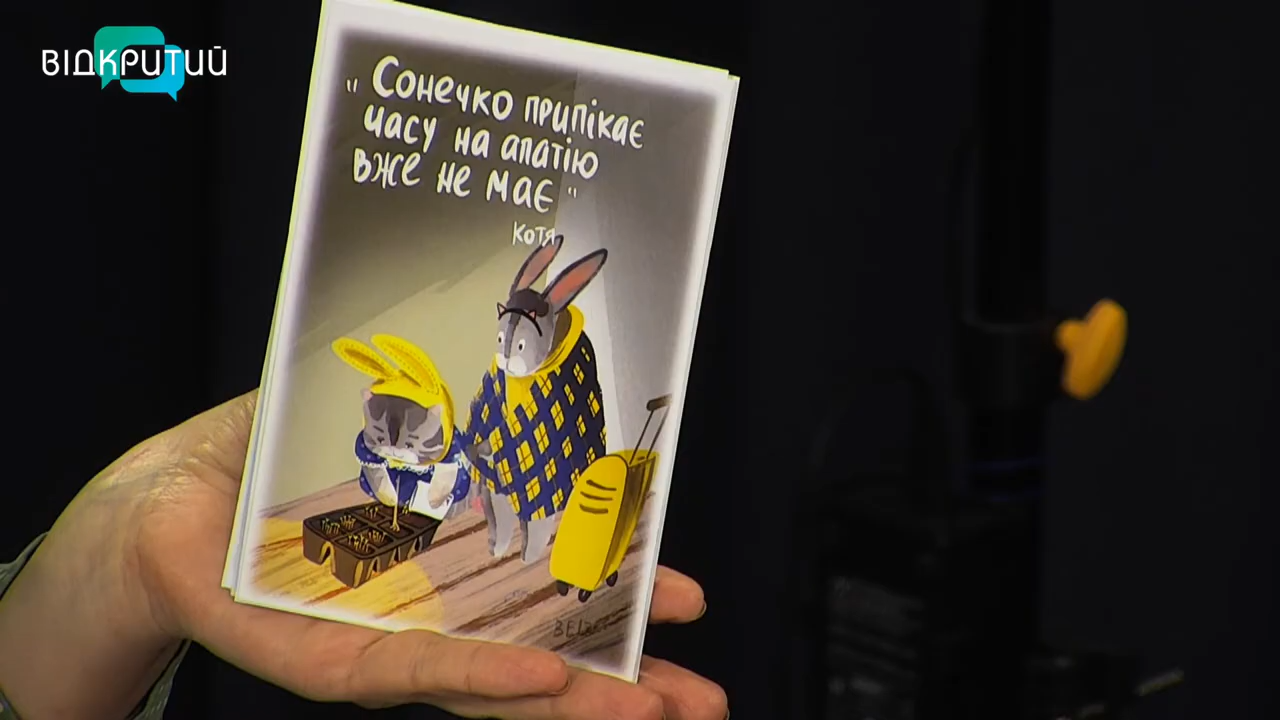 ВІДКРИТИЙ
"Сонечко припікає
часу на апатію
вже не має"
Котя